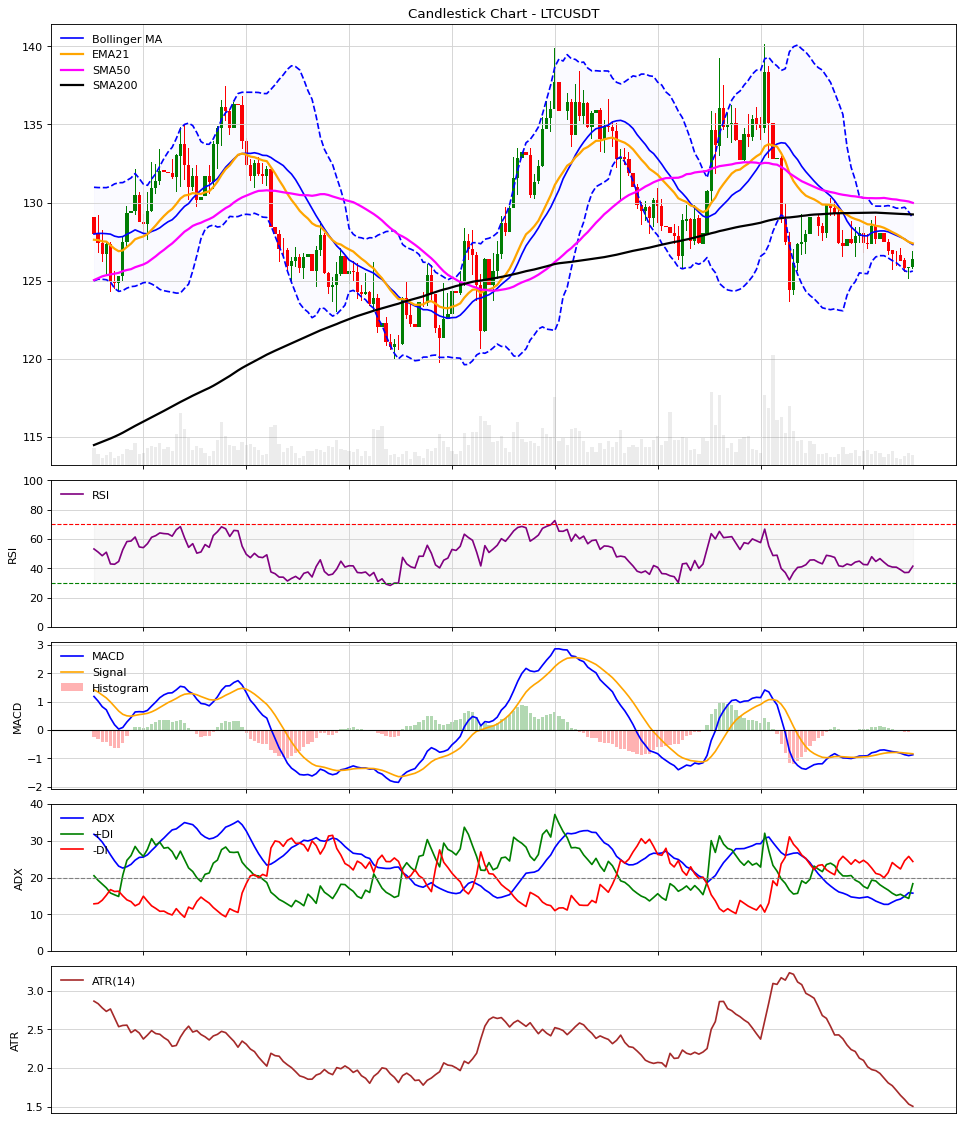 Candlestick Chart - LTCUSDT
Bollinger MA
EMA21
SMA50
SMA200
140
135
130
125
120
115
RSI
RSI
100
80
60
40
20
0
MACD
Signal
Histogram
MACD
3
2
1
0
−1
−2
ADX
+DI
-DI
ADX
40
30
20
10
0
ATR(14)
ATR
3.0
2.5
2.0
1.5